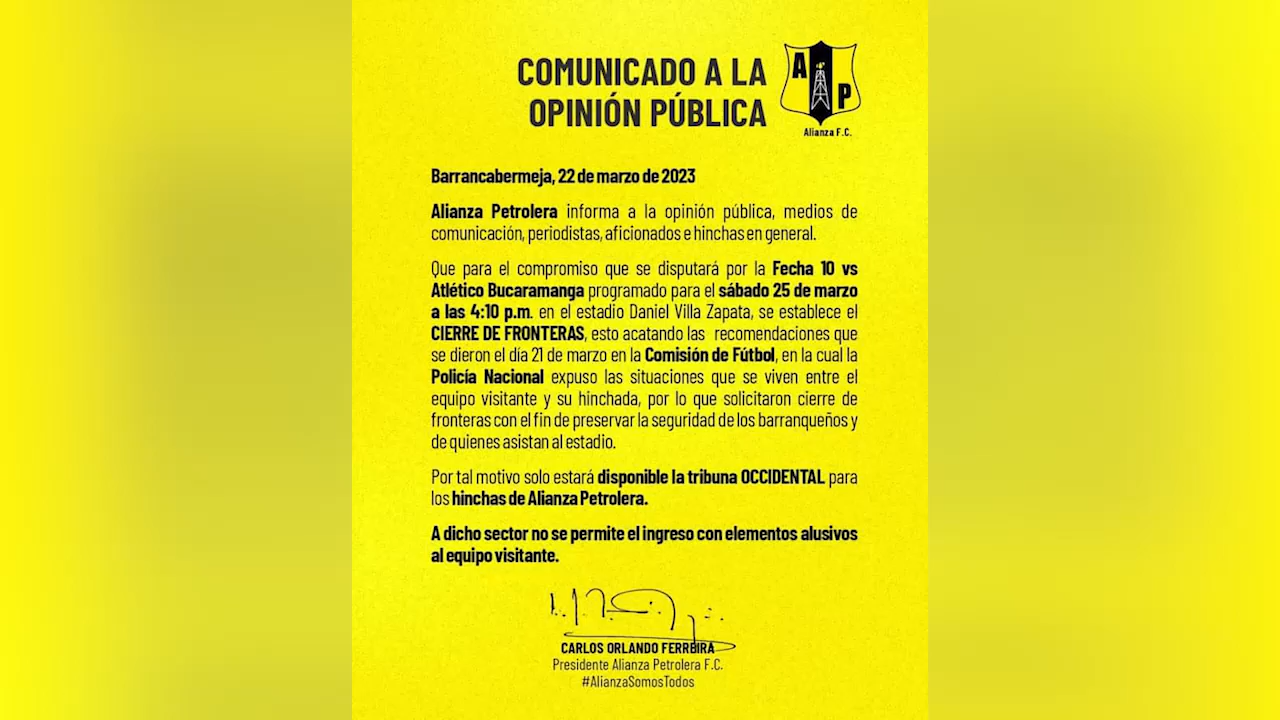 COMUNICADO A LA
OPINIÓN PÚBLICA
A P
Alianza F.C.
Barrancabermeja, 22 de marzo de 2023
Alianza Petrolera informa a la opinión pública, medios de
comunicación, periodistas, aficionados e hinchas en general.
Que para el compromiso que se disputará por la Fecha 10 vs
Atlético Bucaramanga programado para el sábado 25 de marzo
a las 4:10 p.m. en el estadio Daniel Villa Zapata, se establece el
CIERRE DE FRONTERAS, esto acatando las recomendaciones que
se dieron el día 21 de marzo en la Comisión de Fútbol, en la cual la
Policía Nacional expuso las situaciones que se viven entre el
equipo visitante y su hinchada, por lo que solicitaron cierre de
fronteras con el fin de preservar la seguridad de los barranqueños y
de quienes asistan al estadio.
Por tal motivo solo estará disponible la tribuna OCCIDENTAL para
los hinchas de Alianza Petrolera.
A dicho sector no se permite el ingreso con elementos alusivos
al equipo visitante.
CARLOS ORLANDO FERREIRA
Presidente Alianza Petrolera F.C.
#AlianzaSomosTodos